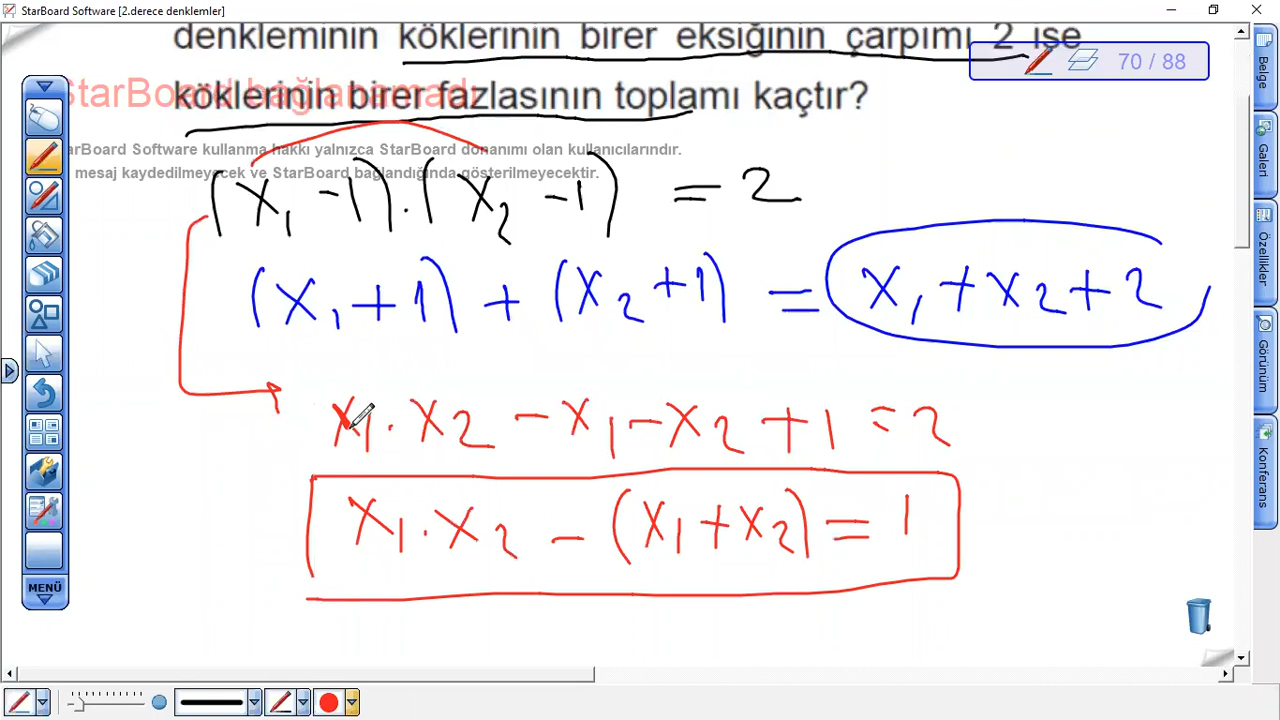 StarBoard Software [2.derece denklemler]
denkleminin köklerinin birer eksiğinin çarpımı 2 ise
70 / 88
StarBoard bağlanamadı
köklerinin birer fazlasının toplamı kaçtır?
arBoard Software kullanma hakkı yalnızca StarBoard donanımı olan kullanıcılarındır.
mesaj kaydedilmeyecek ve StarBoard bağlandığında gösterilmeyecektir.
(x₁ -1).(x₂ -1) = 2
(x₁ +1) + (x₂ +1) = x₁ + x₂ + 2
x₁ . x₂ - x₁ - x₂ + 1 = 2
x₁ . x₂ - (x₁ + x₂) = 1
MENÜ
Belge
Galeri
Özellikler
Görünüm
Konferans